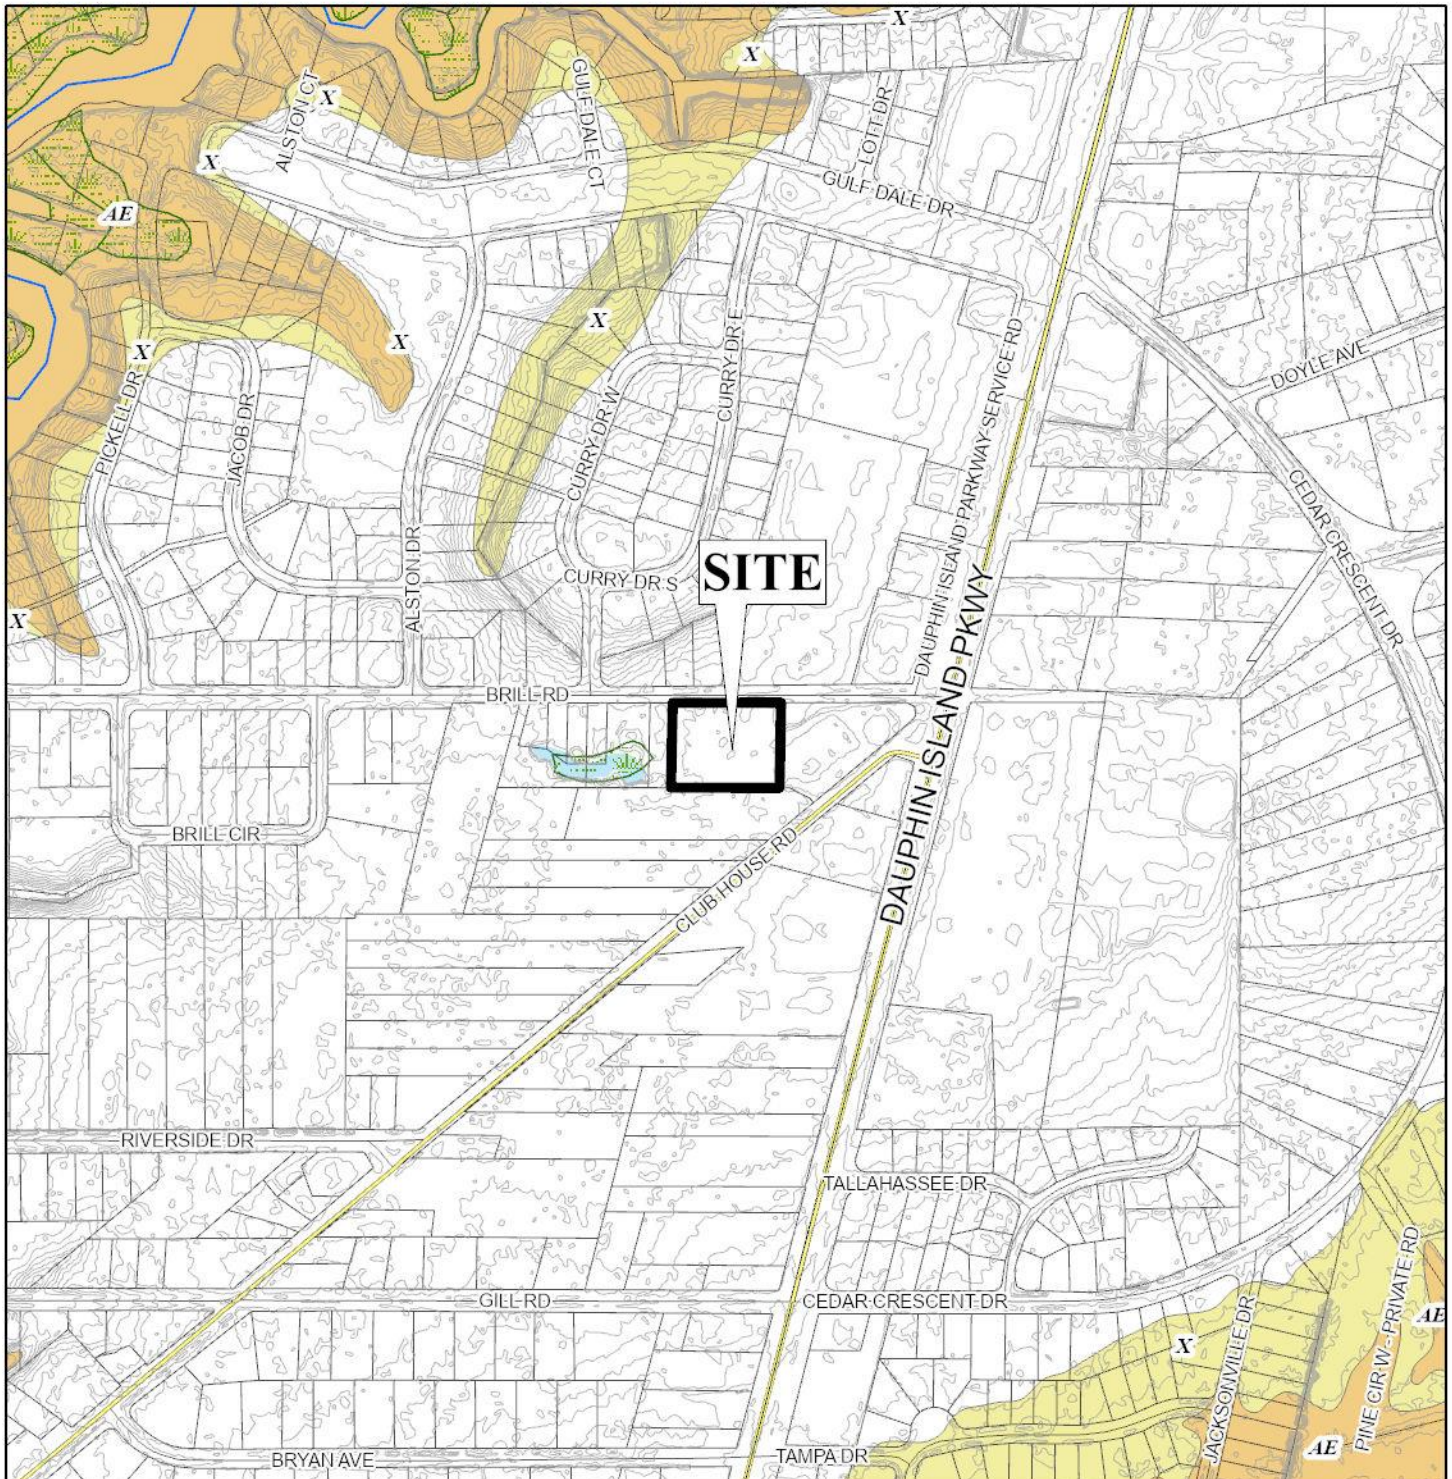 X
X
ALSTON CT
X
GULFDALE CT
LOTT DR
X
GULF DALE DR
AE
X
X
X
PICKELL DR
JACOB DR
CURRY DR W
CURRY DR E
DAUPHIN ISLAND PARKWAY SERVICE RD
DOYLE AVE
CEDAR CRESCENT DR
ALSTON DR
CURRY DR S
SITE
X
BRILL RD
DAUPHIN ISLAND PKWY
BRILL CIR
CLUB HOUSE RD
RIVERSIDE DR
TALLAHASSEE DR
GILL RD
CEDAR CRESCENT DR
X
JACKSONVILLE DR
PINE CIR W - PRIVATE RD
AE
AE
BRYAN AVE
TAMPA DR